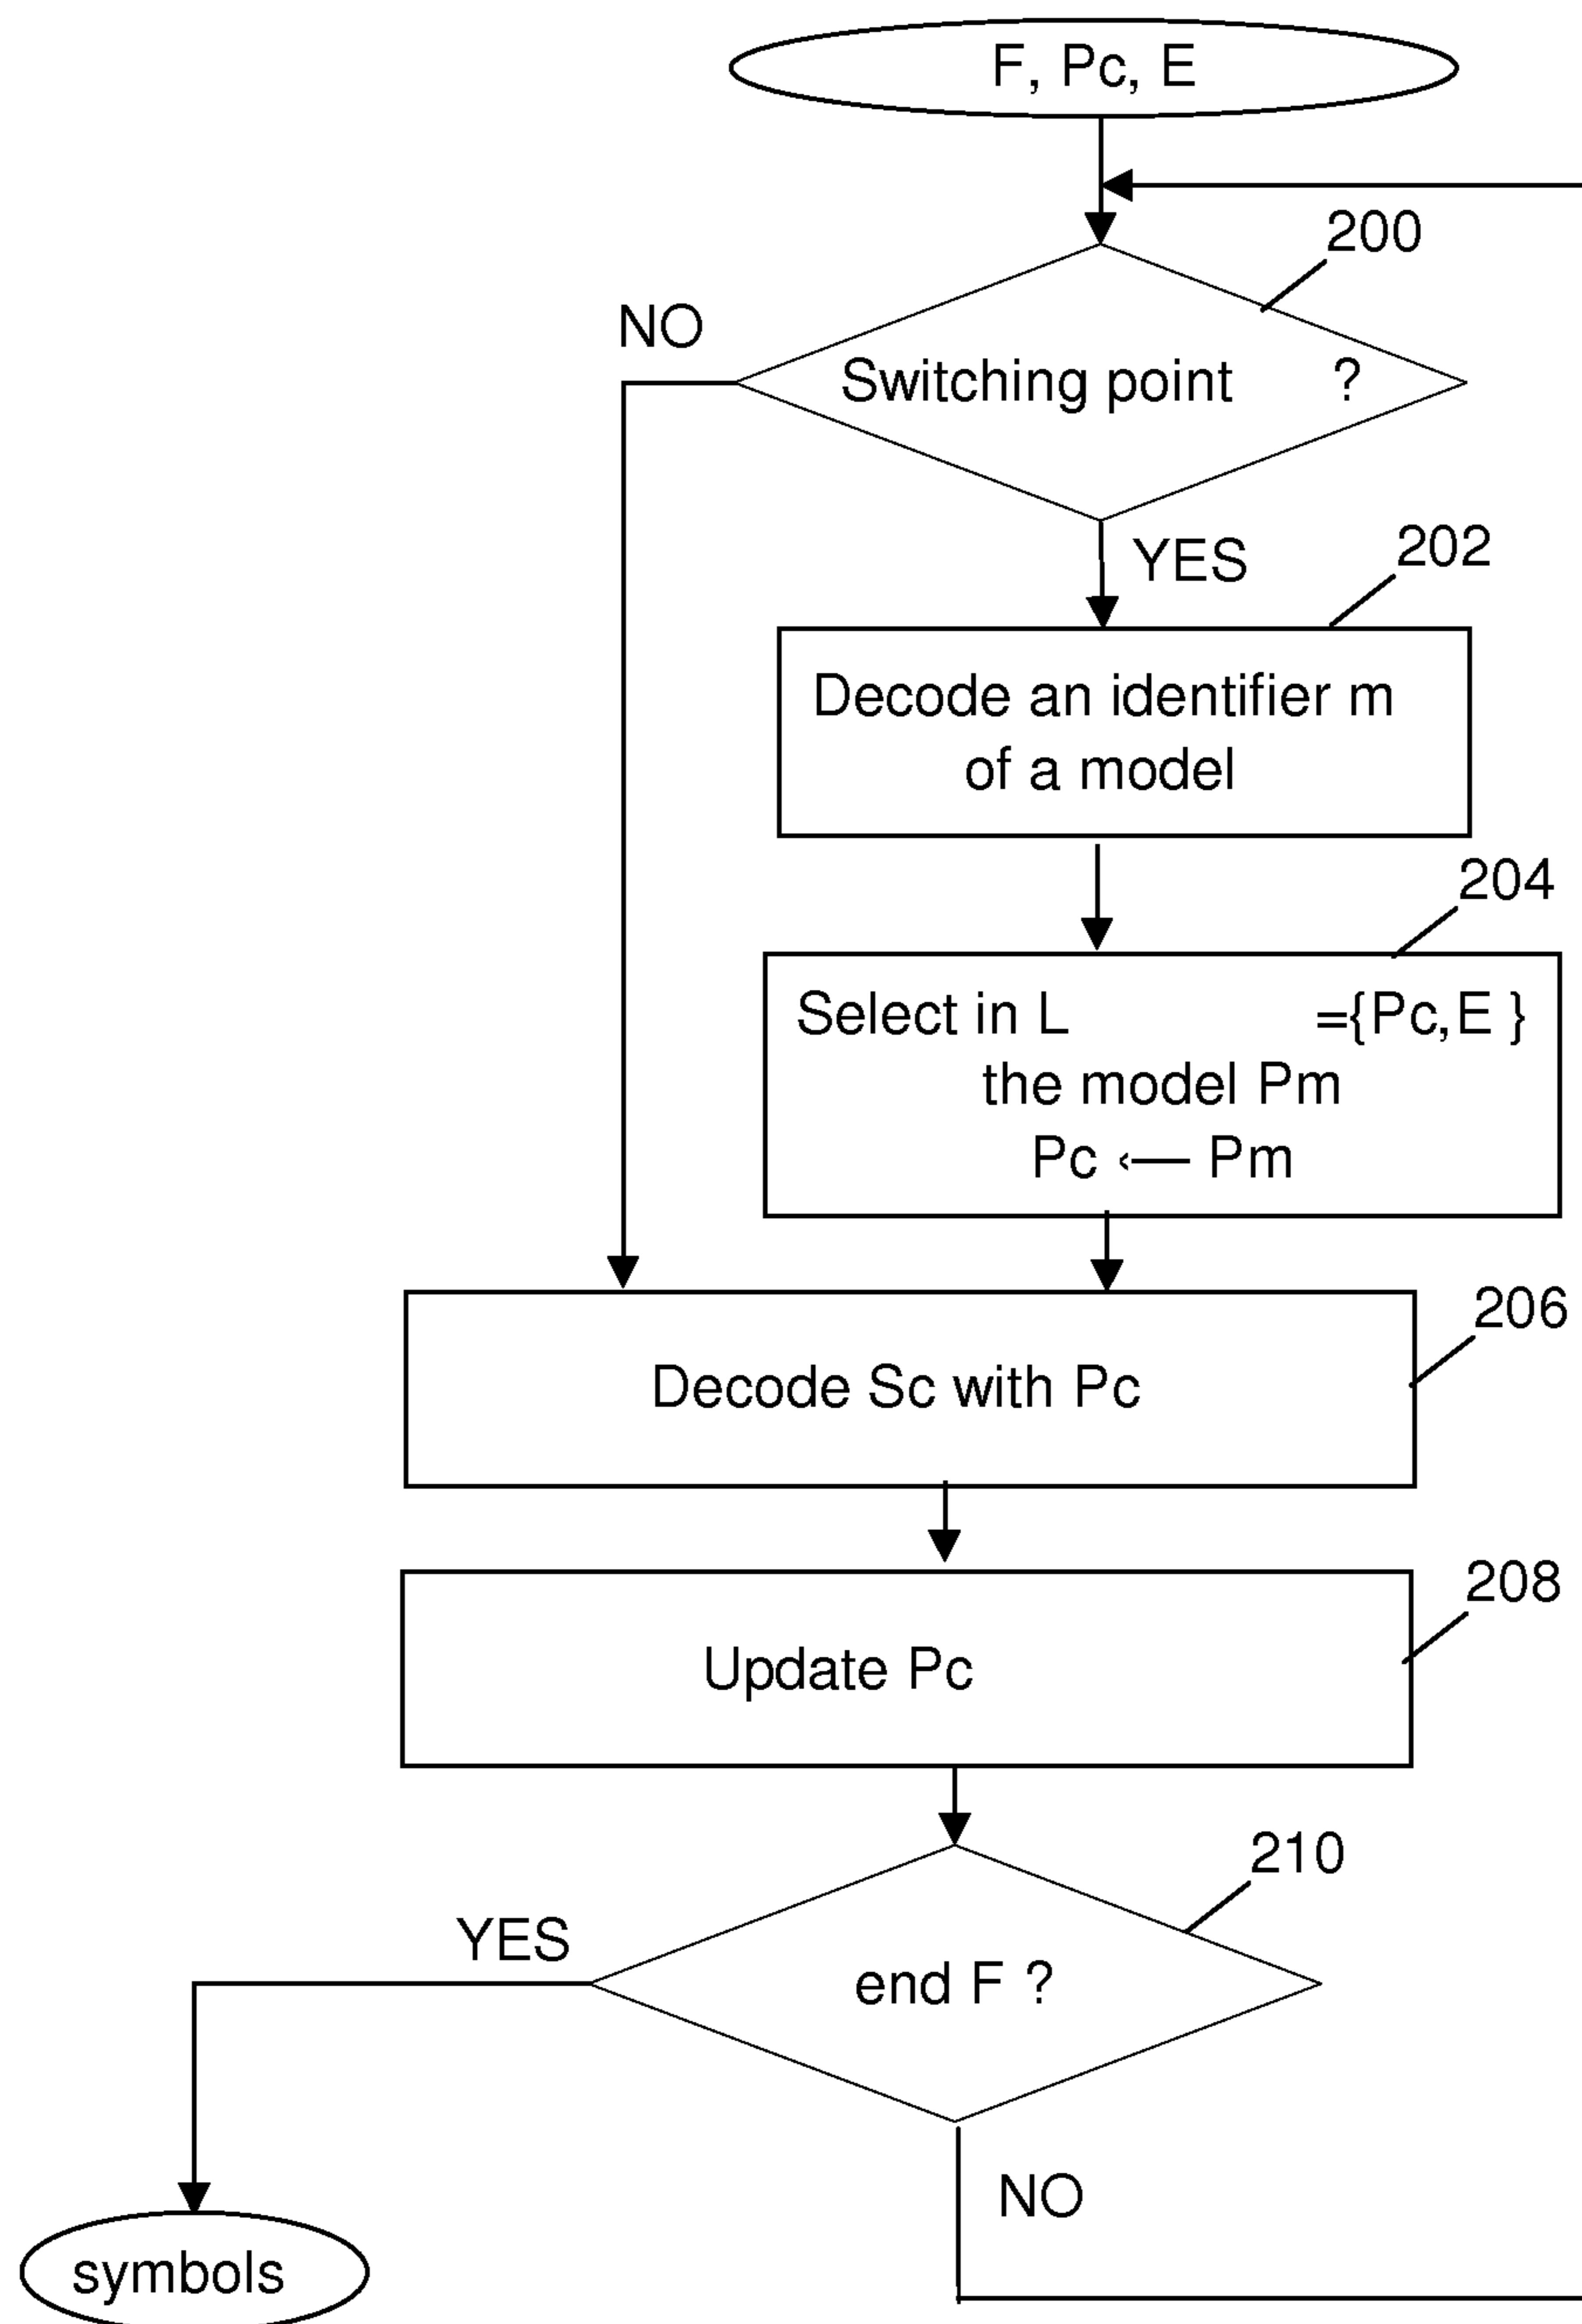 F, Pc, E
200
NO
Switching point ?
YES
202
Decode an identifier m
of a model
204
Select in L ={Pc,E }
the model Pm
Pc ← Pm
206
Decode Sc with Pc
208
Update Pc
210
YES
end F ?
NO
symbols